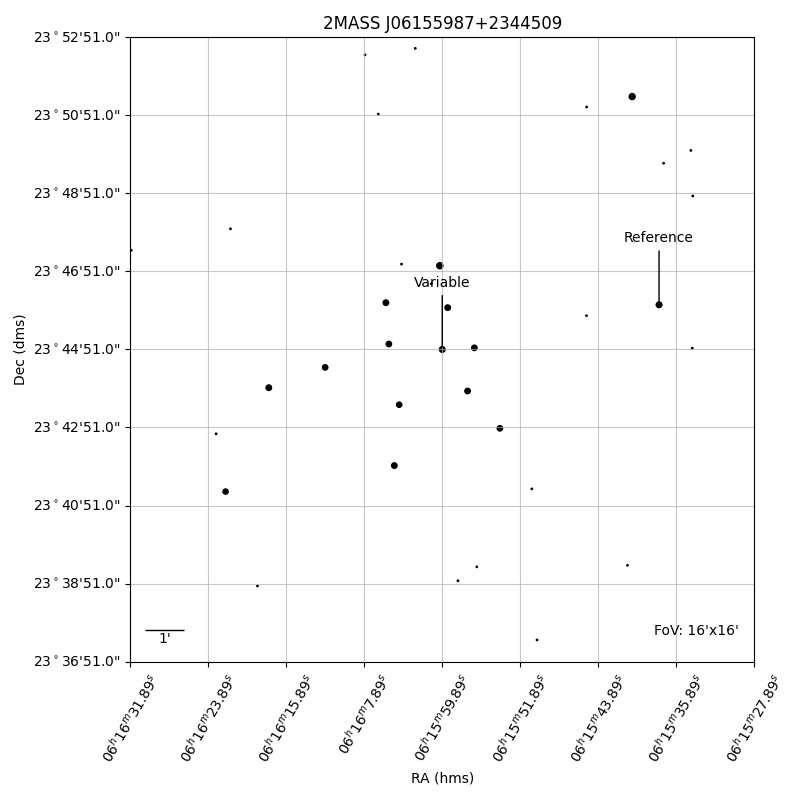 2MASS J06155987+2344509
23°52'51.0"
23°50'51.0"
23°48'51.0"
23°46'51.0"
23°44'51.0"
23°42'51.0"
23°40'51.0"
23°38'51.0"
23°36'51.0"
Dec (dms)
Reference
Variable
1'
FoV: 16'x16'
06ʰ16ᵐ31.89ˢ
06ʰ16ᵐ23.89ˢ
06ʰ16ᵐ15.89ˢ
06ʰ16ᵐ7.89ˢ
06ʰ15ᵐ59.89ˢ
06ʰ15ᵐ51.89ˢ
06ʰ15ᵐ43.89ˢ
06ʰ15ᵐ35.89ˢ
06ʰ15ᵐ27.89ˢ
RA (hms)